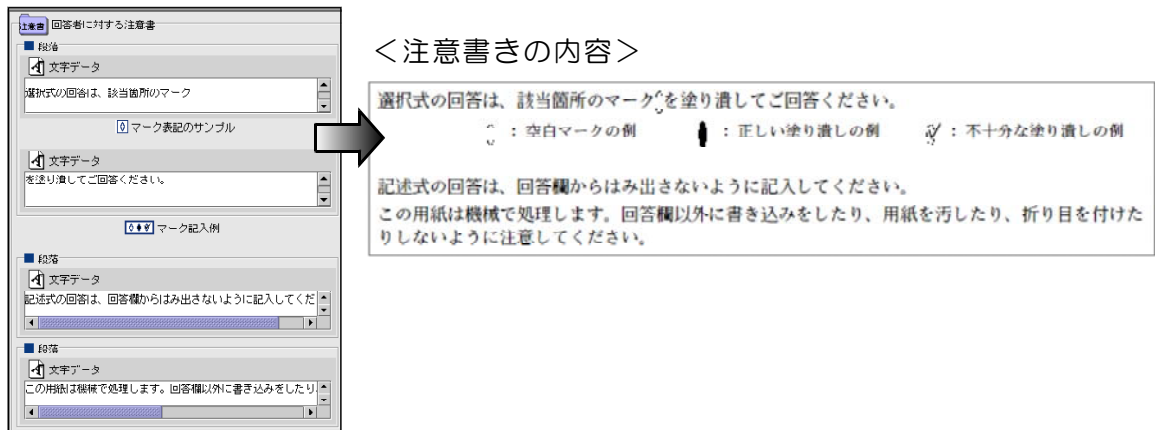 注意書 回答者に対する注意書
段落
文字データ
選択式の回答は、該当箇所のマーク
マーク表記のサンプル
文字データ
を塗り潰してご回答ください。
マーク記入例
段落
文字データ
記述式の回答は、回答欄からはみ出さないように記入してくだ
段落
文字データ
この用紙は機械で処理します。回答欄以外に書き込みをしたり、
＜注意書きの内容＞
選択式の回答は、該当箇所のマークを塗り潰してご回答ください。
：空白マークの例 ：正しい塗り潰しの例 ：不十分な塗り潰しの例
記述式の回答は、回答欄からはみ出さないように記入してください。
この用紙は機械で処理します。回答欄以外に書き込みをしたり、用紙を汚したり、折り目を付けた
りしないように注意してください。